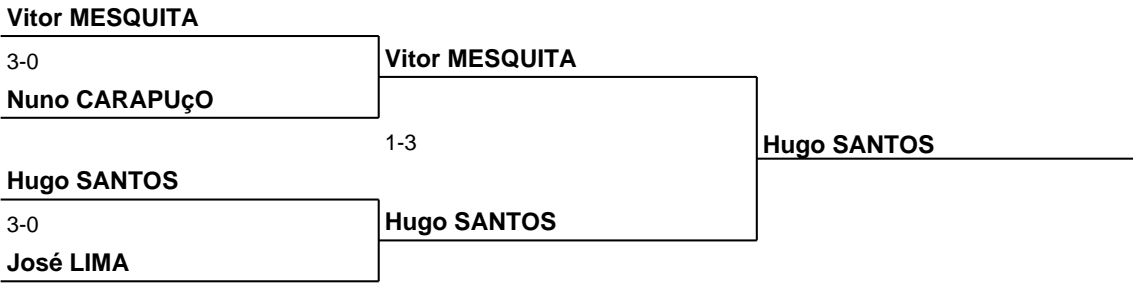 Vitor MESQUITA
3-0
Vitor MESQUITA
Nuno CARAPUçO
1-3
Hugo SANTOS
Hugo SANTOS
3-0
Hugo SANTOS
José LIMA